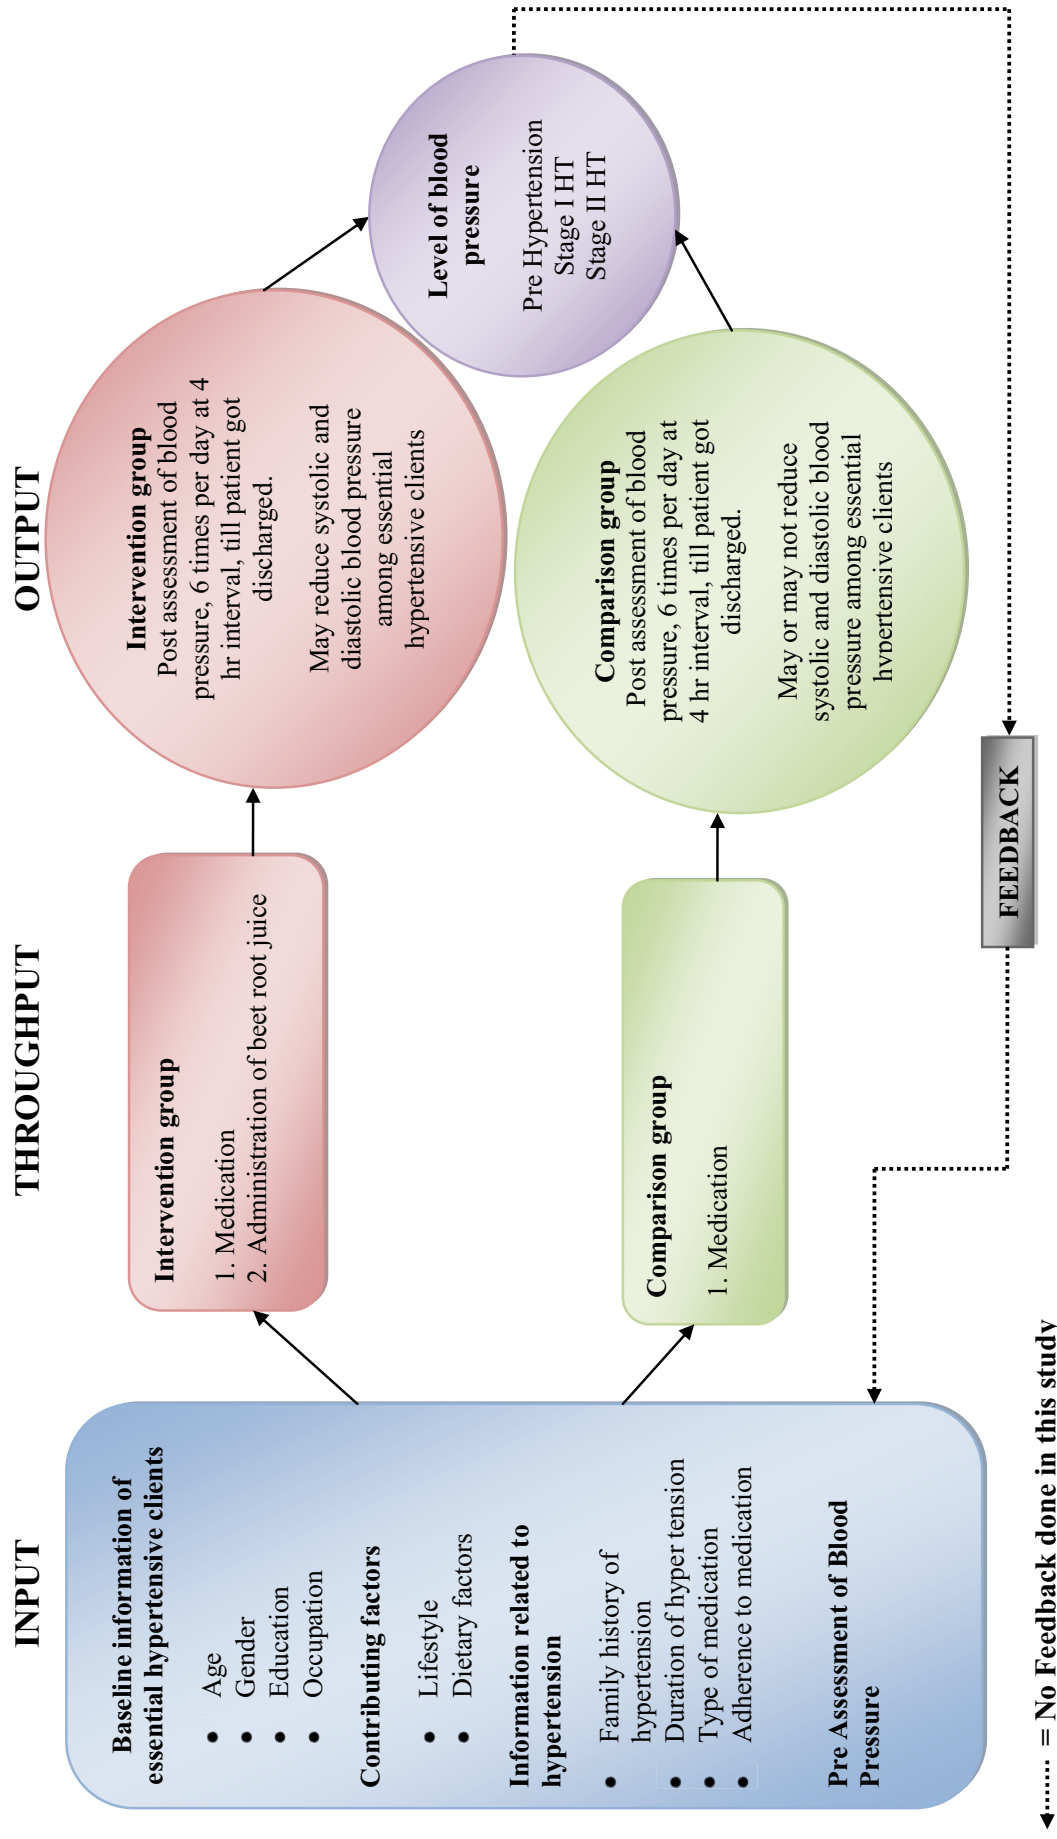 INPUT
THROUGHPUT
OUTPUT
Baseline information of
essential hypertensive clients
• Age
• Gender
• Education
• Occupation
Contributing factors
• Lifestyle
• Dietary factors
Information related to
hypertension
• Family history of
hypertension
• Duration of hyper tension
• Type of medication
• Adherence to medication
Pre Assessment of Blood
Pressure
Intervention group
1. Medication
2. Administration of beet root juice
Comparison group
1. Medication
Intervention group
Post assessment of blood
pressure, 6 times per day at 4
hr interval, till patient got
discharged.
May reduce systolic and
diastolic blood pressure
among essential
hypertensive clients
Comparison group
Post assessment of blood
pressure, 6 times per day at
4 hr interval, till patient got
discharged.
May or may not reduce
systolic and diastolic blood
pressure among essential
hypertensive clients
Level of blood
pressure
Pre Hypertension
Stage I HT
Stage II HT
FEEDBACK
= No Feedback done in this study